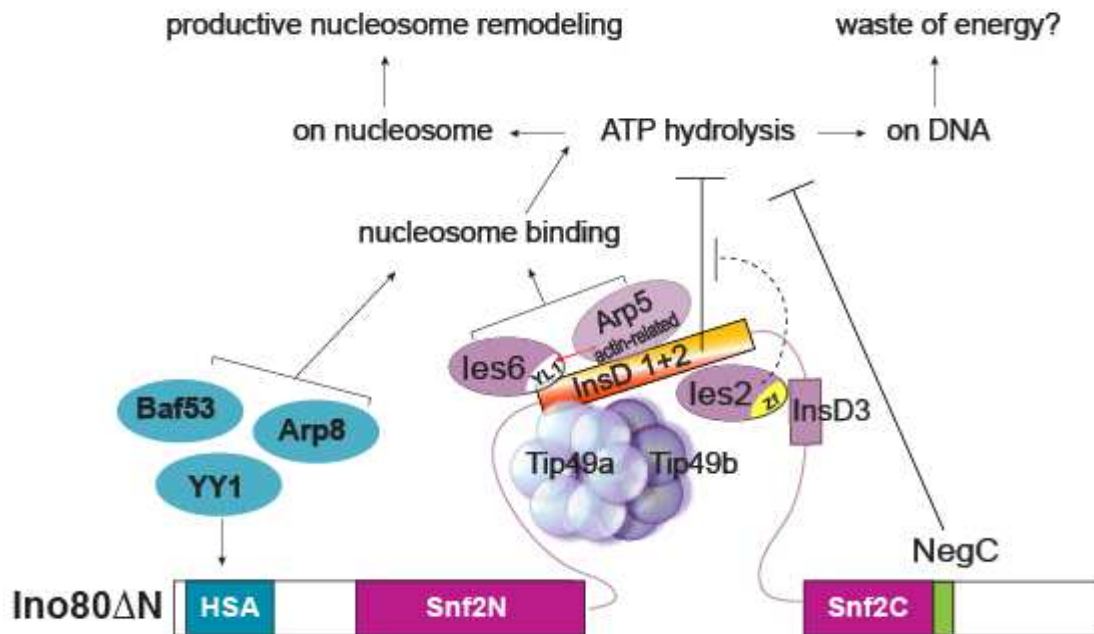 productive nucleosome remodeling
waste of energy?
on nucleosome
ATP hydrolysis
on DNA
nucleosome binding
Arp5
actin-related
Ies6
YL1
InsD 1+2
Ies2
Zf
InsD3
Baf53
Arp8
YY1
Tip49a
Tip49b
NegC
Ino80ΔN
HSA
Snf2N
Snf2C